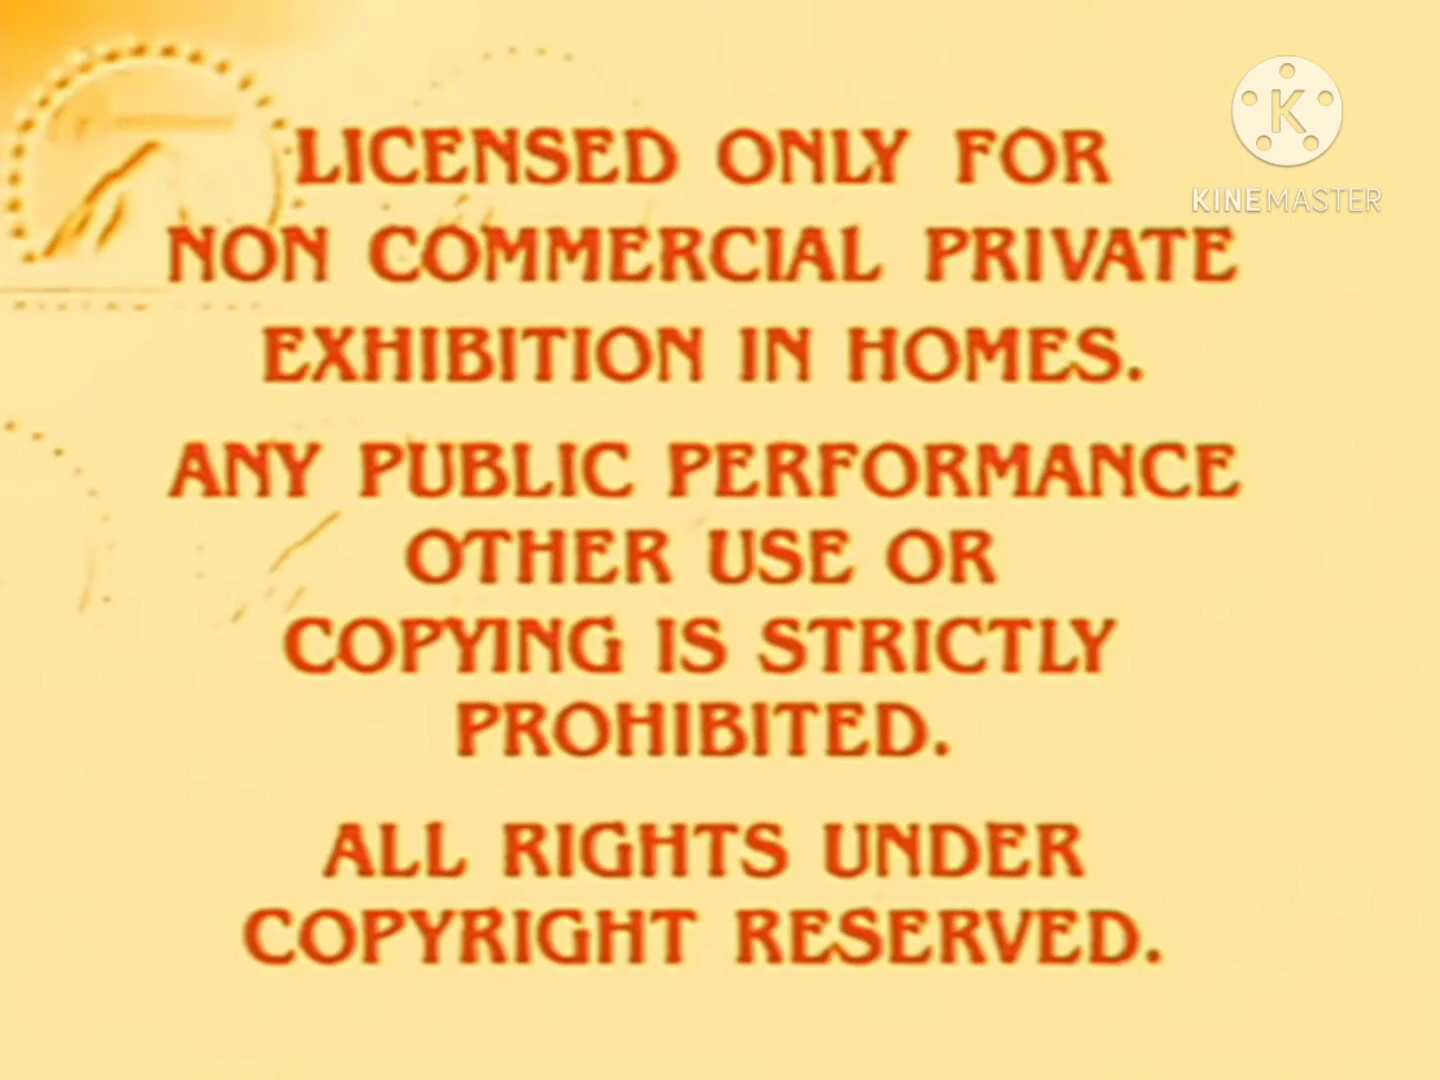 LICENSED ONLY FOR
NON COMMERCIAL PRIVATE
EXHIBITION IN HOMES.
ANY PUBLIC PERFORMANCE
OTHER USE OR
COPYING IS STRICTLY
PROHIBITED.
ALL RIGHTS UNDER
COPYRIGHT RESERVED.
K
KINEMASTER